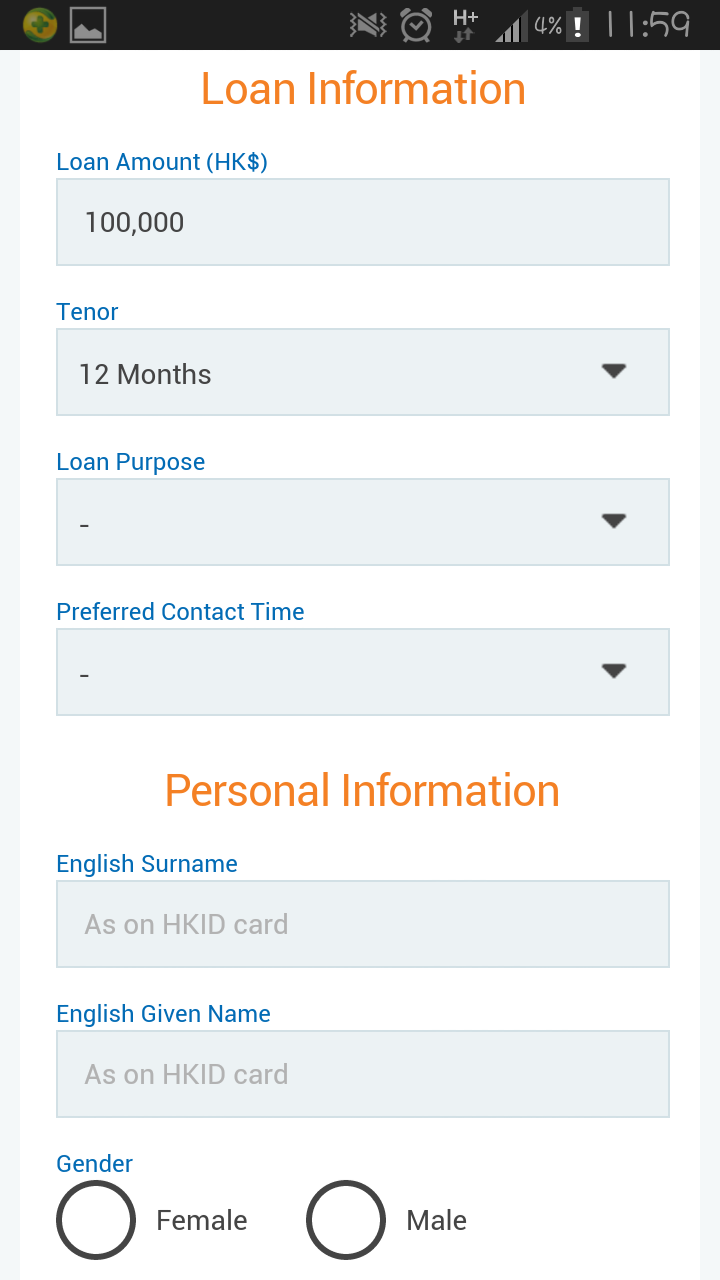 H+ 4% 11:59
Loan Information
Loan Amount (HK$)
100,000
Tenor
12 Months
Loan Purpose
-
Preferred Contact Time
-
Personal Information
English Surname
As on HKID card
English Given Name
As on HKID card
Gender
Female Male